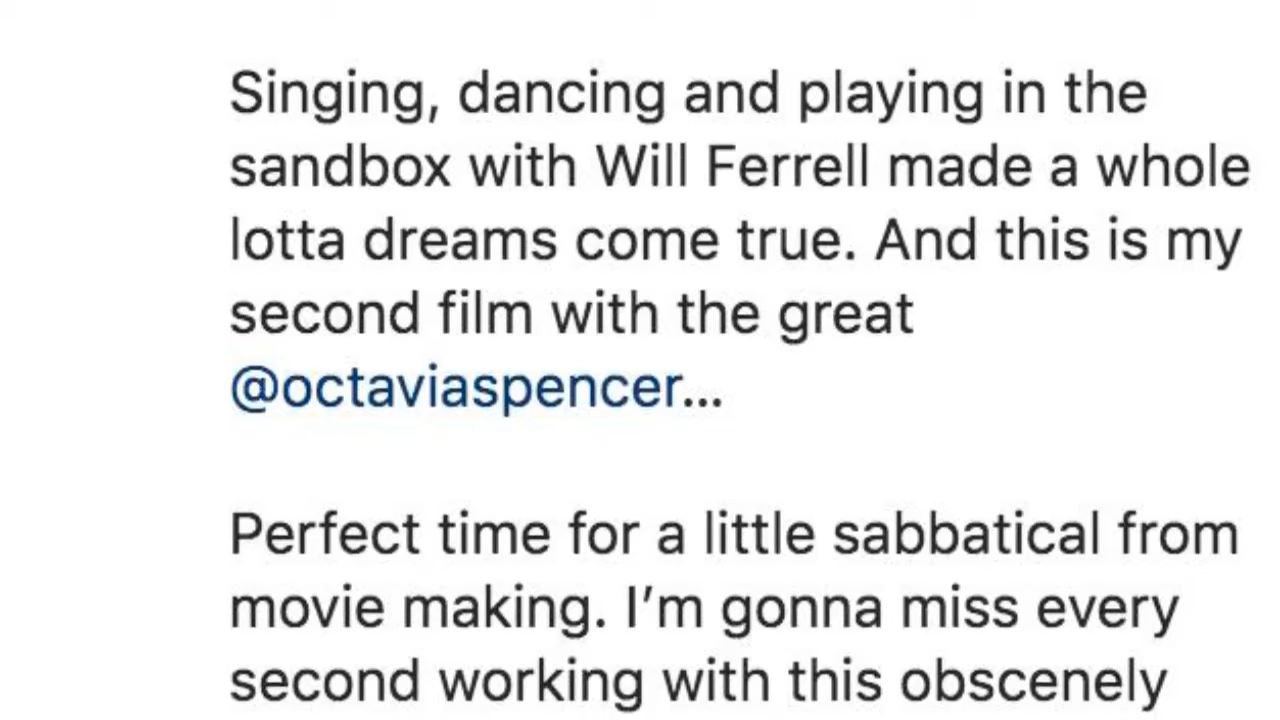 Singing, dancing and playing in the
sandbox with Will Ferrell made a whole
lotta dreams come true. And this is my
second film with the great
@octaviaspencer...
Perfect time for a little sabbatical from
movie making. I’m gonna miss every
second working with this obscenely